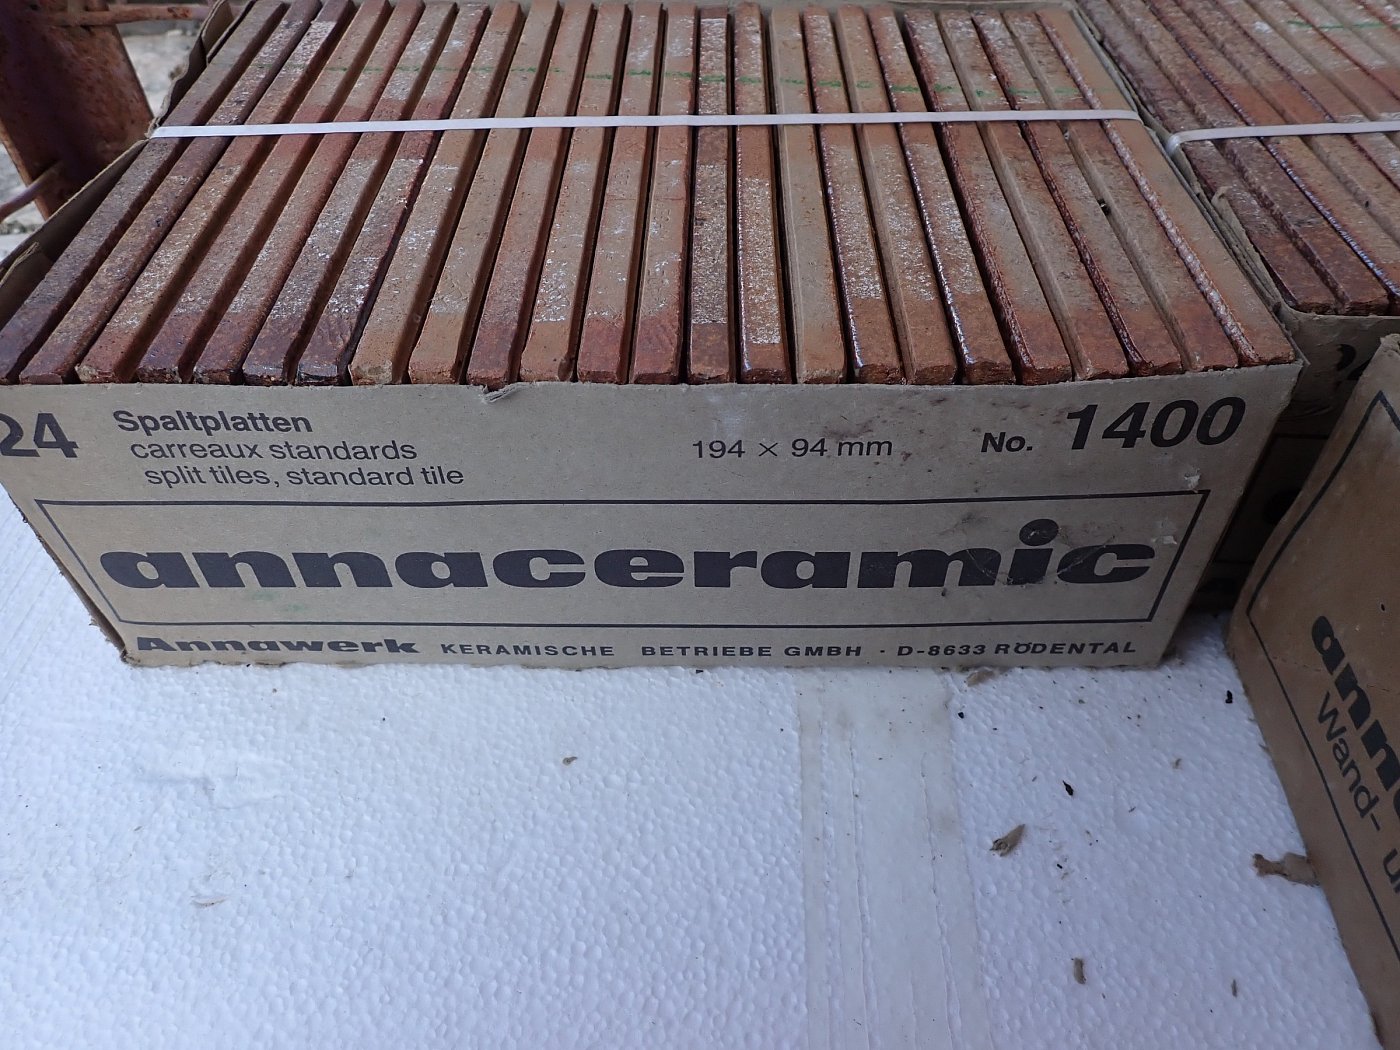 24 Spaltplatten
carreaux standards
split tiles, standard tile
194 × 94 mm
No. 1400
annaceramic
Annawerk KERAMISCHE BETRIEBE GMBH · D-8633 RÖDENTAL
Wand-